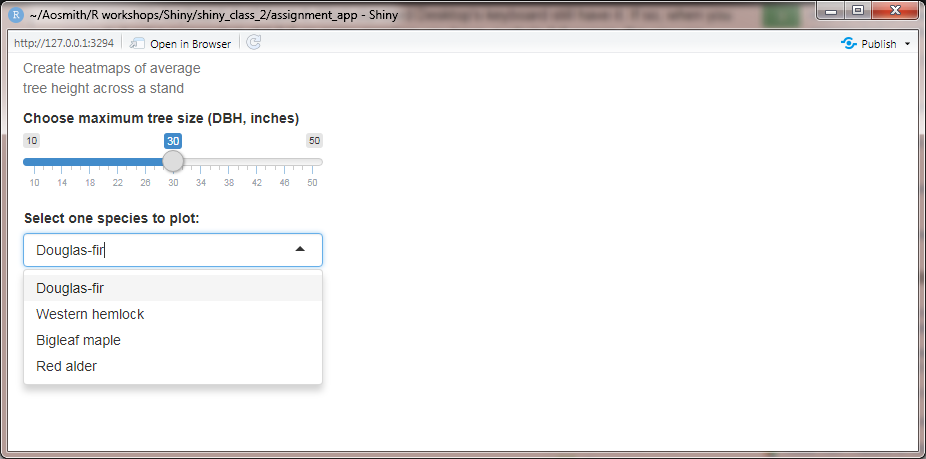 ~/Aosmith/R workshops/Shiny/shiny_class_2/assignment_app - Shiny
http://127.0.0.1:3294 Open in Browser Publish
Create heatmaps of average
tree height across a stand
Choose maximum tree size (DBH, inches)
10 30 50
10 14 18 22 26 30 34 38 42 46 50
Select one species to plot:
Douglas-fir
Douglas-fir
Western hemlock
Bigleaf maple
Red alder